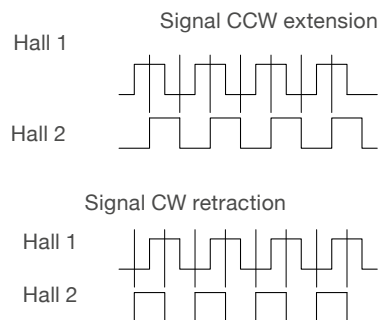 Signal CCW extension
Hall 1
Hall 2
Signal CW retraction
Hall 1
Hall 2